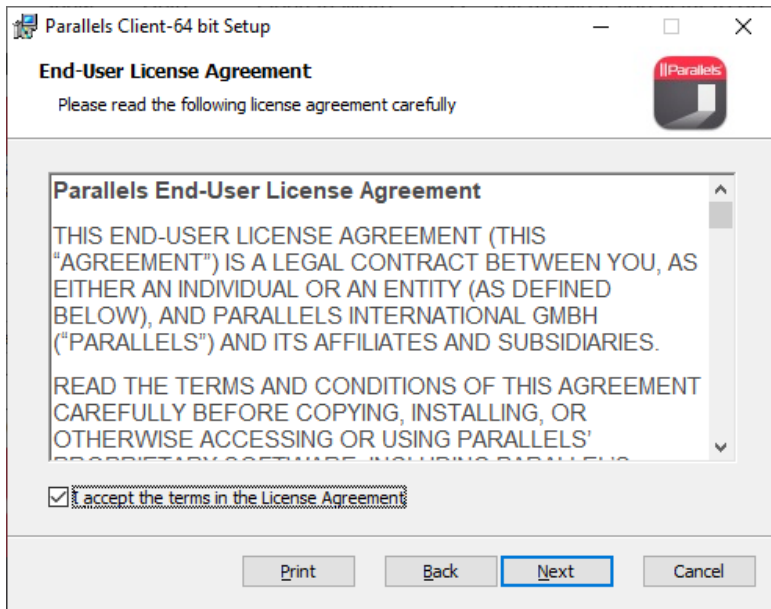 Parallels Client-64 bit Setup
End-User License Agreement
Please read the following license agreement carefully
||Parallels®
Parallels End-User License Agreement
THIS END-USER LICENSE AGREEMENT (THIS
“AGREEMENT”) IS A LEGAL CONTRACT BETWEEN YOU, AS
EITHER AN INDIVIDUAL OR AN ENTITY (AS DEFINED
BELOW), AND PARALLELS INTERNATIONAL GMBH
(“PARALLELS”) AND ITS AFFILIATES AND SUBSIDIARIES.
READ THE TERMS AND CONDITIONS OF THIS AGREEMENT
CAREFULLY BEFORE COPYING, INSTALLING, OR
OTHERWISE ACCESSING OR USING PARALLELS’
PROPRIETARY SOFTWARE, INCLUDING PARALLEL'S
I accept the terms in the License Agreement
Print Back Next Cancel